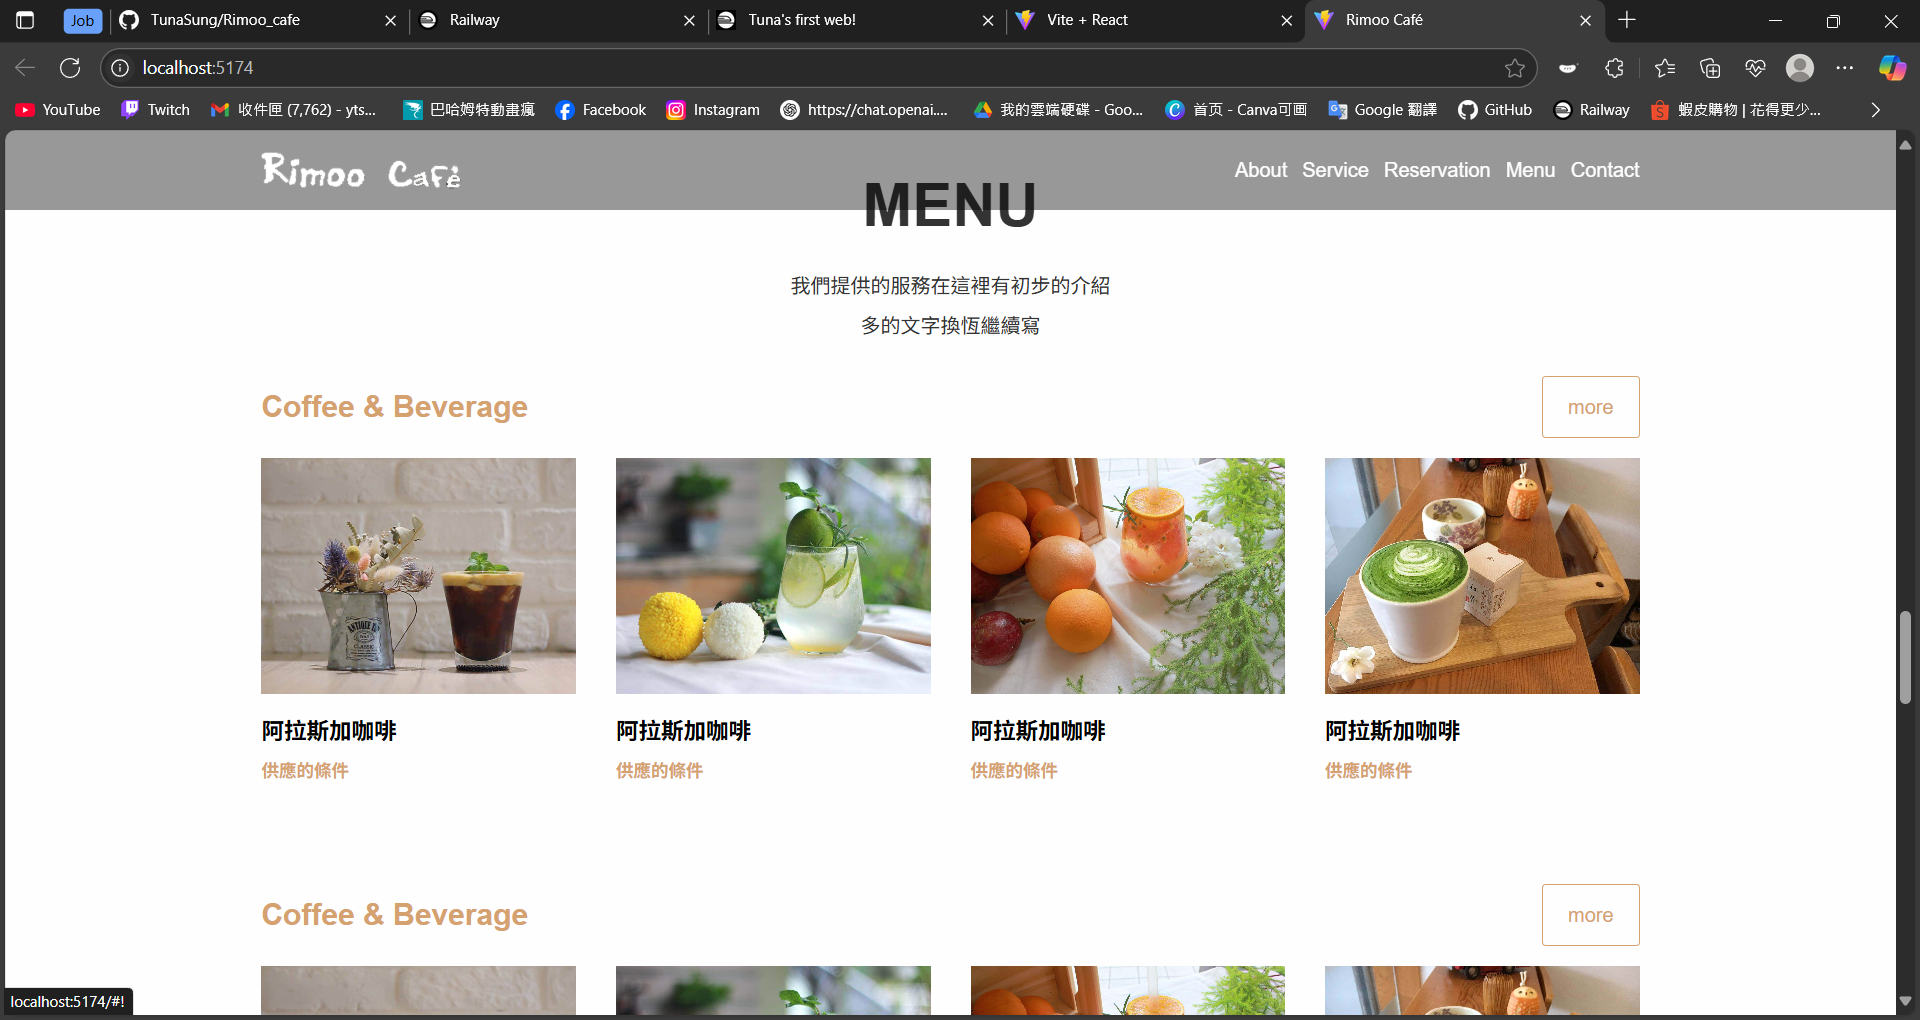 Job
TunaSung/Rimoo_cafe
Railway
Tuna's first web!
Vite + React
Rimoo Café
localhost:5174
YouTube
Twitch
收件匣 (7,762) - yts...
巴哈姆特動畫瘋
Facebook
Instagram
https://chat.openai....
我的雲端硬碟 - Goo...
首页 - Canva可画
Google 翻譯
GitHub
Railway
蝦皮購物 | 花得更少...
Rimoo Café
About Service Reservation Menu Contact
MENU
我們提供的服務在這裡有初步的介紹
多的文字換恆繼續寫
Coffee & Beverage
more
ANTIQUE
CLASSIC
阿拉斯加咖啡
供應的條件
阿拉斯加咖啡
供應的條件
阿拉斯加咖啡
供應的條件
阿拉斯加咖啡
供應的條件
Coffee & Beverage
more
localhost:5174/#!